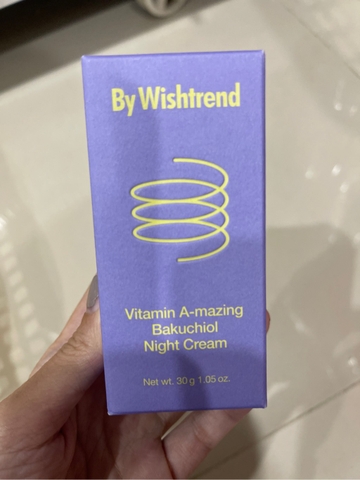 By Wishtrend
Vitamin A-mazing
Bakuchiol
Night Cream
Net wt. 30 g 1.05 oz.